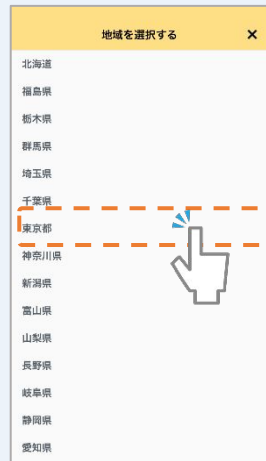 地域を選択する ×
北海道
福島県
栃木県
群馬県
埼玉県
千葉県
東京都
神奈川県
新潟県
富山県
山梨県
長野県
岐阜県
静岡県
愛知県